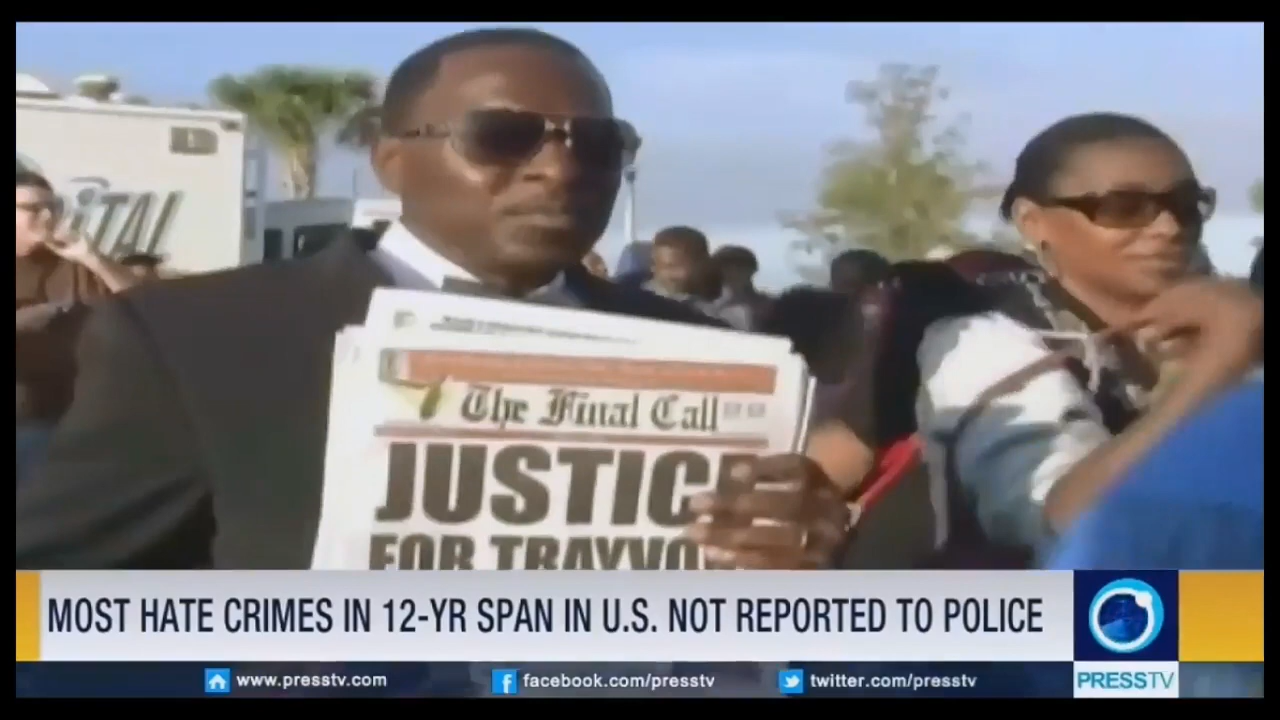 The Final Call
JUSTICE
FOR TRAYVO
MOST HATE CRIMES IN 12-YR SPAN IN U.S. NOT REPORTED TO POLICE
www.presstv.com
facebook.com/presstv
twitter.com/presstv
PRESSTV